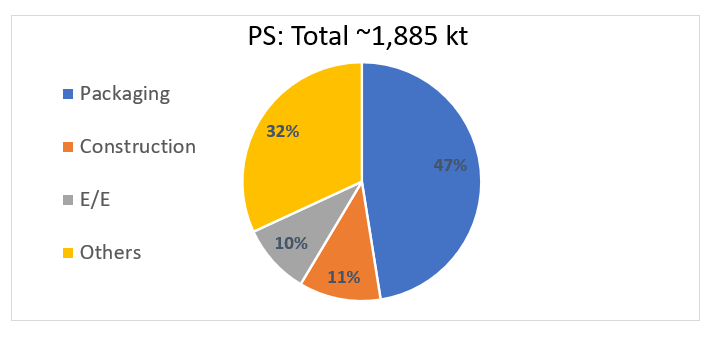 PS: Total ~1,885 kt
Packaging
Construction
E/E
Others
32%
47%
10%
11%